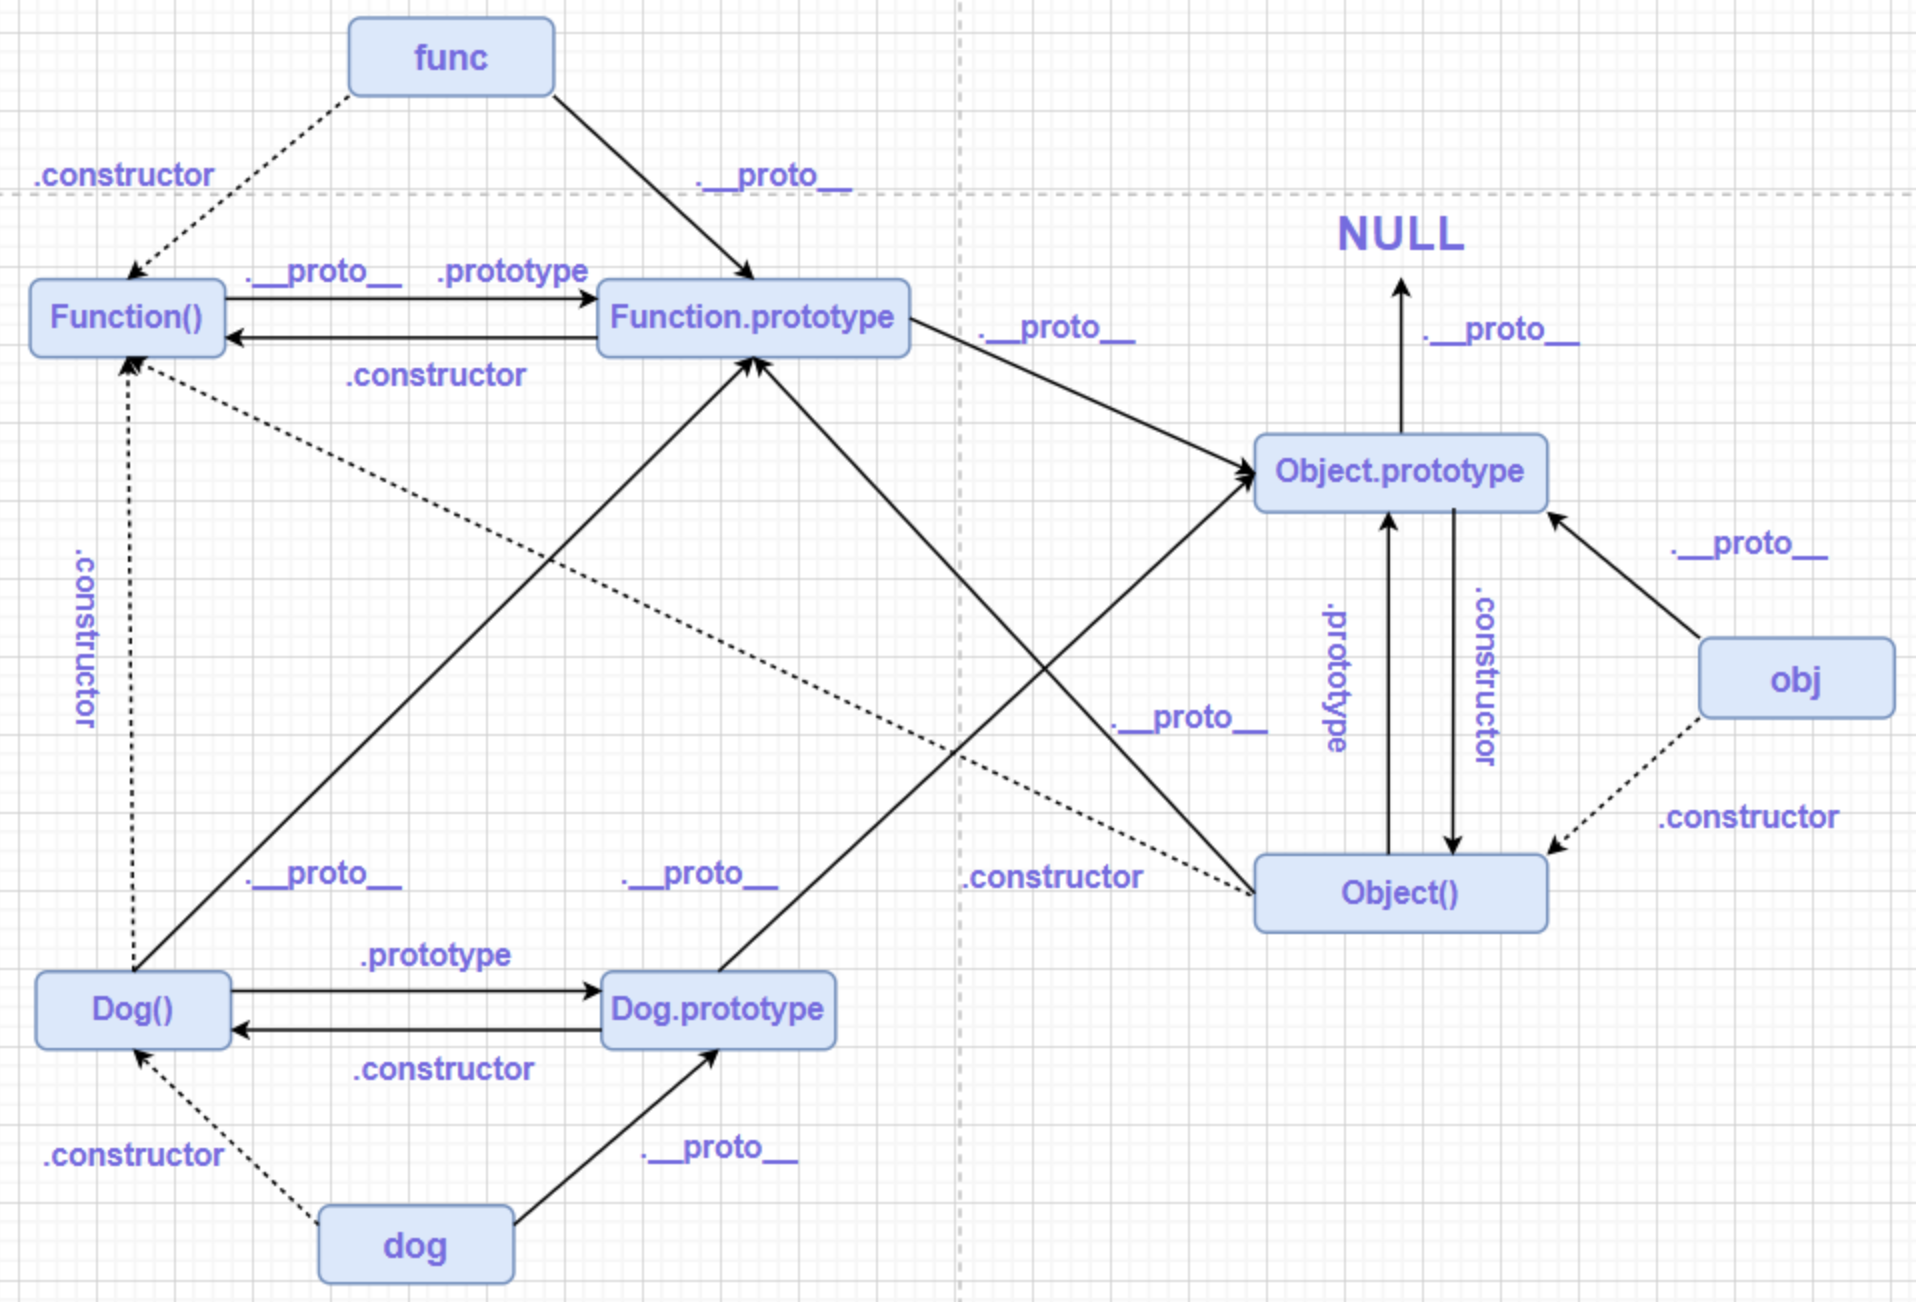 func
.constructor
.__proto__
NULL
.__proto__
.prototype
Function()
Function.prototype
.__proto__
.__proto__
.constructor
Object.prototype
.__proto__
.constructor
.prototype
.constructor
obj
.__proto__
.constructor
.__proto__
.__proto__
.constructor
Object()
.prototype
Dog()
Dog.prototype
.constructor
.constructor
.__proto__
dog